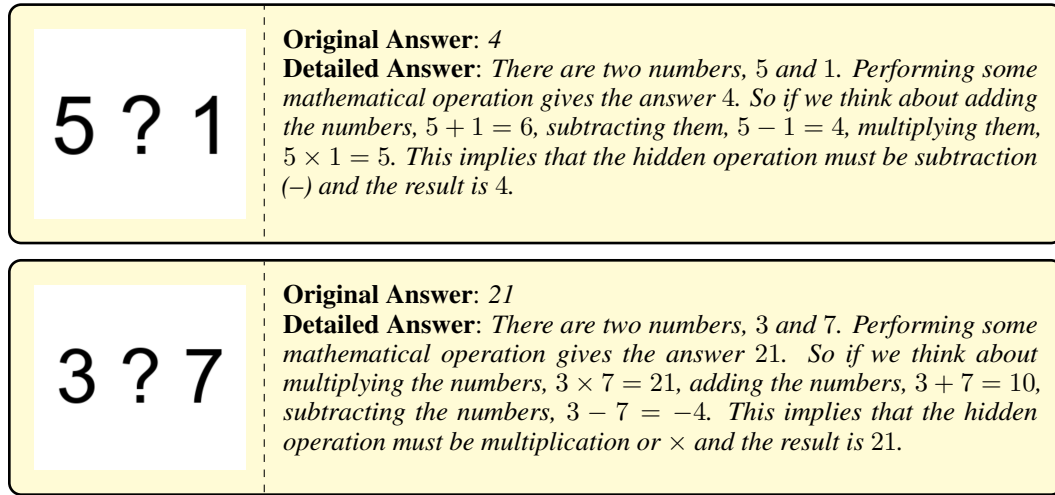 5 ? 1
Original Answer: 4
Detailed Answer: There are two numbers, 5 and 1. Performing some
mathematical operation gives the answer 4. So if we think about adding
the numbers, 5 + 1 = 6, subtracting them, 5 − 1 = 4, multiplying them,
5 × 1 = 5. This implies that the hidden operation must be subtraction
(–) and the result is 4.
3 ? 7
Original Answer: 21
Detailed Answer: There are two numbers, 3 and 7. Performing some
mathematical operation gives the answer 21. So if we think about
multiplying the numbers, 3 × 7 = 21, adding the numbers, 3 + 7 = 10,
subtracting the numbers, 3 − 7 = −4. This implies that the hidden
operation must be multiplication or × and the result is 21.